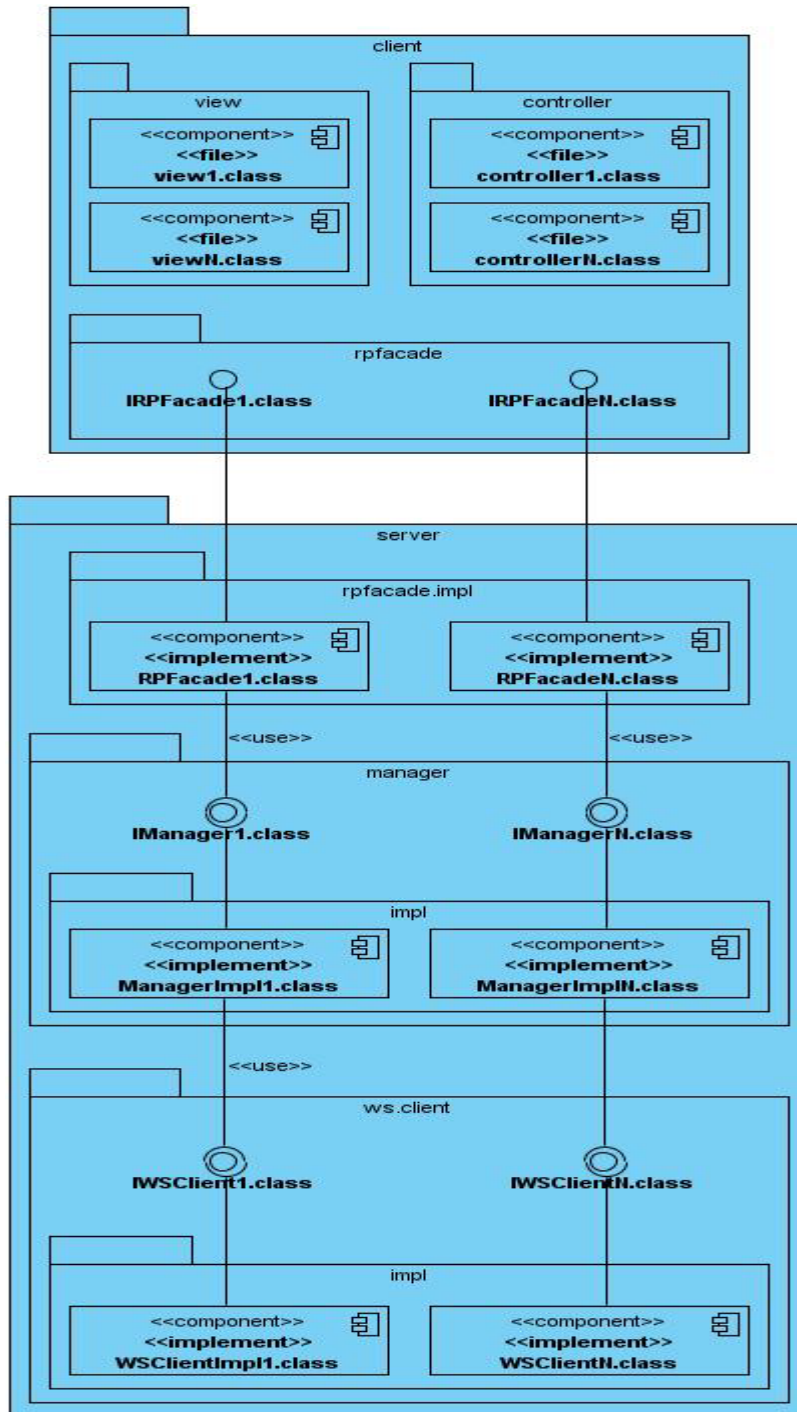 client
view
controller
<<component>>
<<file>>
view1.class
<<component>>
<<file>>
controller1.class
<<component>>
<<file>>
viewN.class
<<component>>
<<file>>
controllerN.class
rpfacade
IRPFacade1.class
IRPFacadeN.class
server
rpfacade.impl
<<component>>
<<implement>>
RPFacade1.class
<<component>>
<<implement>>
RPFacadeN.class
<<use>>
<<use>>
manager
IManager1.class
IManagerN.class
impl
<<component>>
<<implement>>
ManagerImpl1.class
<<component>>
<<implement>>
ManagerImplN.class
<<use>>
ws.client
IWSClient1.class
IWSClientN.class
impl
<<component>>
<<implement>>
WSClientImpl1.class
<<component>>
<<implement>>
WSClientN.class